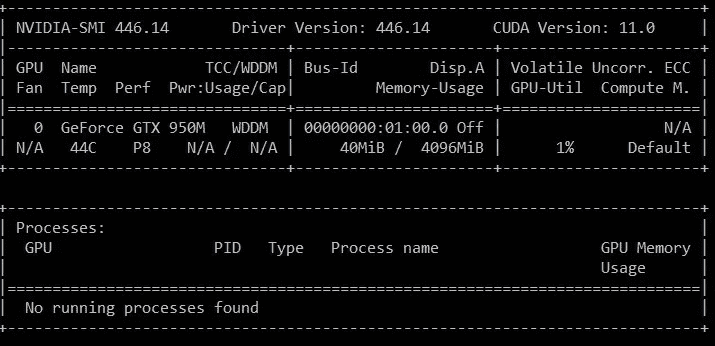 NVIDIA-SMI 446.14 Driver Version: 446.14 CUDA Version: 11.0
GPU Name TCC/WDDM | Bus-Id Disp.A | Volatile Uncorr. ECC
Fan Temp Perf Pwr:Usage/Cap| Memory-Usage | GPU-Util Compute M.
0 GeForce GTX 950M WDDM | 00000000:01:00.0 Off | N/A
N/A 44C P8 N/A / N/A | 40MiB / 4096MiB | 1% Default
Processes:
GPU PID Type Process name GPU Memory
Usage
No running processes found